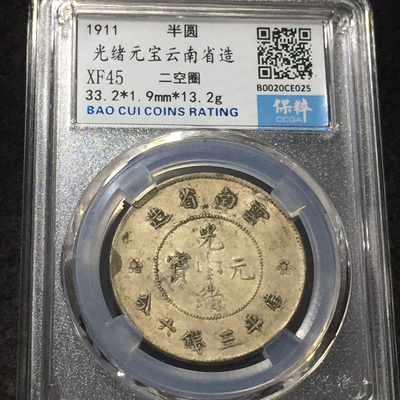 1911 半圆
光绪元宝云南省造
XF45 二空圈
33.2*1.9mm*13.2g
BAO CUI COINS RATING
B0020CE025
保粹
CCGA
造省南雲
光緒元寶
庫平三錢六分